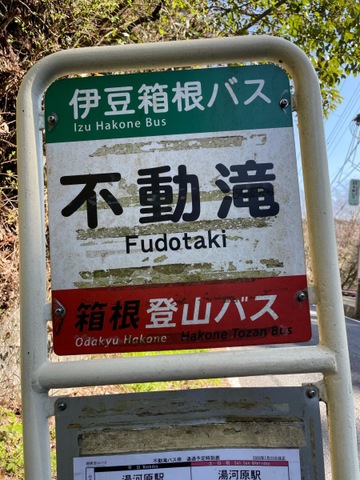 伊豆箱根バス
Izu Hakone Bus
不動滝
Fudotaki
箱根登山バス
Odakyu Hakone Hakone Tozan Bus
湯河原駅 湯河原駅